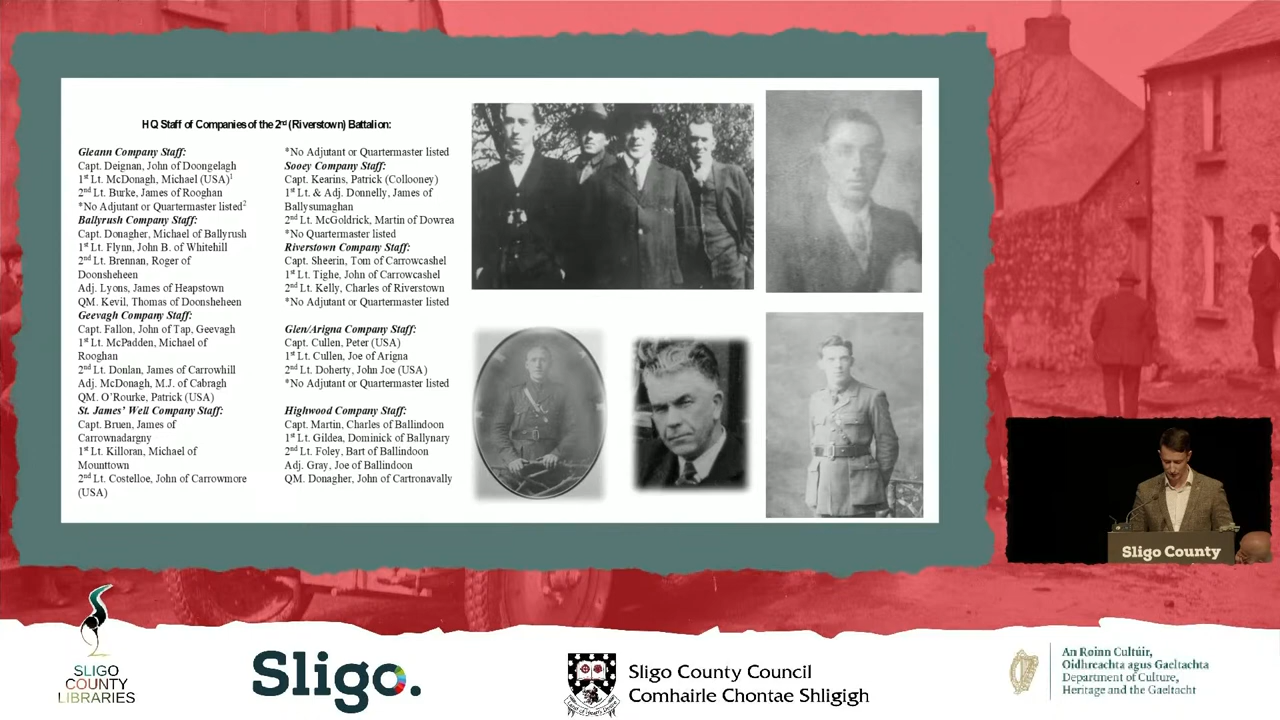 HQ Staff of Companies of the 2nd (Riverstown) Battalion:
Gleann Company Staff:
Capt. Deignan, John of Doongelagh
1st Lt. McDonagh, Michael (USA)1
2nd Lt. Burke, James of Rooghan
*No Adjutant or Quartermaster listed2
Ballyrush Company Staff:
Capt. Donagher, Michael of Ballyrush
1st Lt. Flynn, John B. of Whitehill
2nd Lt. Brennan, Roger of
Doonsheheen
Adj. Lyons, James of Heapstown
QM. Kevil, Thomas of Doonsheheen
Geevagh Company Staff:
Capt. Fallon, John of Tap, Geevagh
1st Lt. McPadden, Michael of
Rooghan
2nd Lt. Donlan, James of Carrowhill
Adj. McDonagh, M.J. of Cabragh
QM. O'Rourke, Patrick (USA)
St. James' Well Company Staff:
Capt. Bruen, James of
Carrownadargny
1st Lt. Killoran, Michael of
Mounttown
2nd Lt. Costelloe, John of Carrowmore
(USA)
*No Adjutant or Quartermaster listed
Sooey Company Staff:
Capt. Kearins, Patrick (Collooney)
1st Lt. & Adj. Donnelly, James of
Ballysumaghan
2nd Lt. McGoldrick, Martin of Dowrea
*No Quartermaster listed
Riverstown Company Staff:
Capt. Sheerin, Tom of Carrowcashel
1st Lt. Tighe, John of Carrowcashel
2nd Lt. Kelly, Charles of Riverstown
*No Adjutant or Quartermaster listed
Glen/Arigna Company Staff:
Capt. Cullen, Peter (USA)
1st Lt. Cullen, Joe of Arigna
2nd Lt. Doherty, John Joe (USA)
*No Adjutant or Quartermaster listed
Highwood Company Staff:
Capt. Martin, Charles of Ballindoon
1st Lt. Gildea, Dominick of Ballynary
2nd Lt. Foley, Bart of Ballindoon
Adj. Gray, Joe of Ballindoon
QM. Donagher, John of Cartronavally
Sligo County
SLIGO
COUNTY
LIBRARIES
Sligo.
Sligo County Council
Comhairle Chontae Shligigh
An Roinn Cultúir,
Oidhreachta agus Gaeltachta
Department of Culture,
Heritage and the Gaeltacht